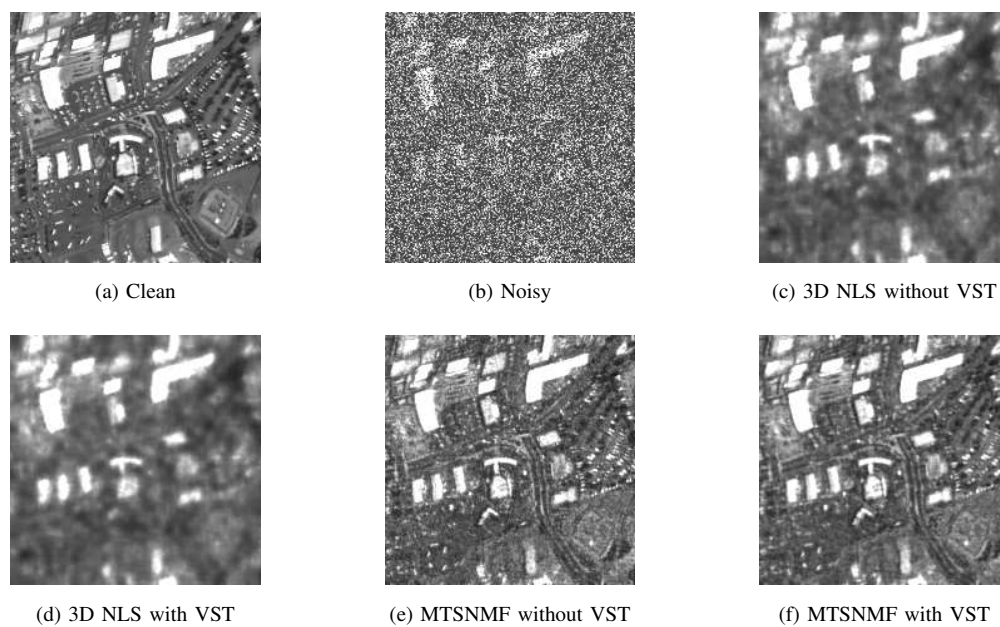 (a) Clean
(b) Noisy
(c) 3D NLS without VST
(d) 3D NLS with VST
(e) MTSNMF without VST
(f) MTSNMF with VST